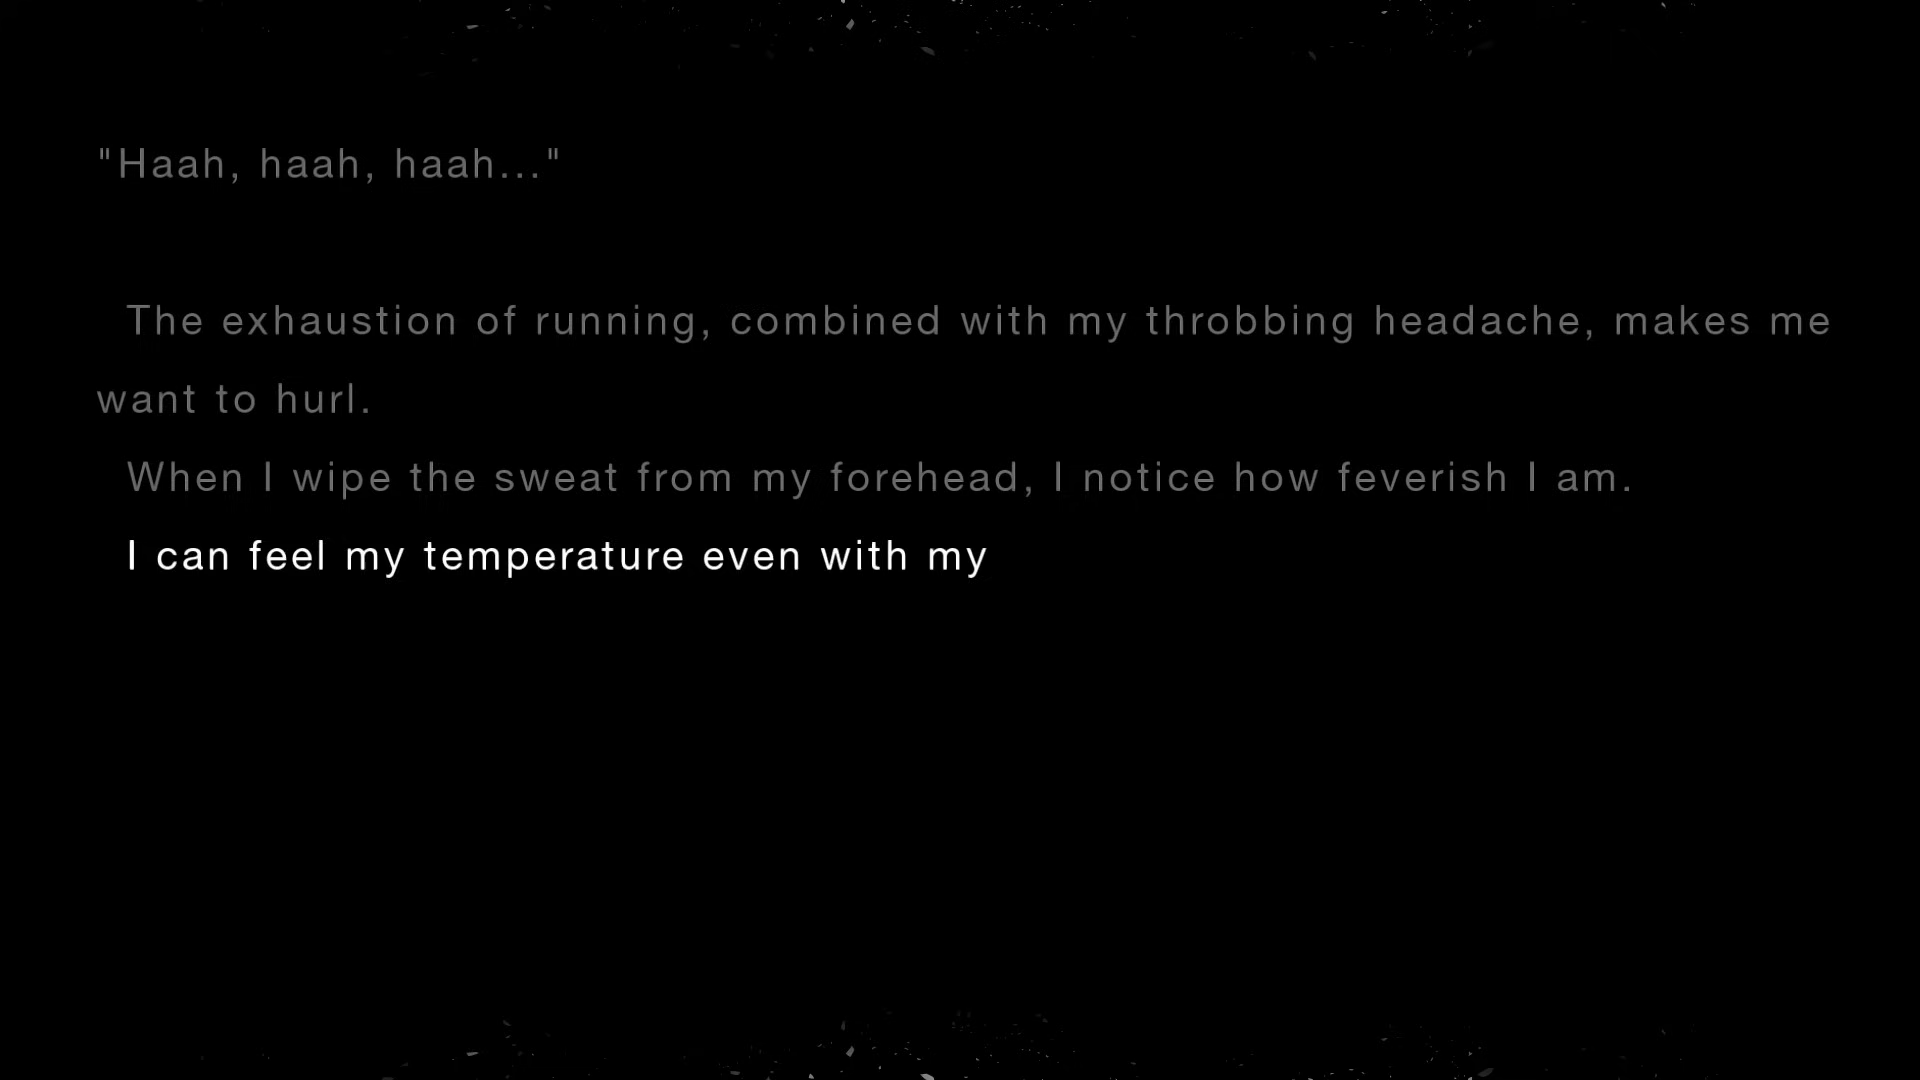 "Haah, haah, haah..."
The exhaustion of running, combined with my throbbing headache, makes me
want to hurl.
When I wipe the sweat from my forehead, I notice how feverish I am.
I can feel my temperature even with my